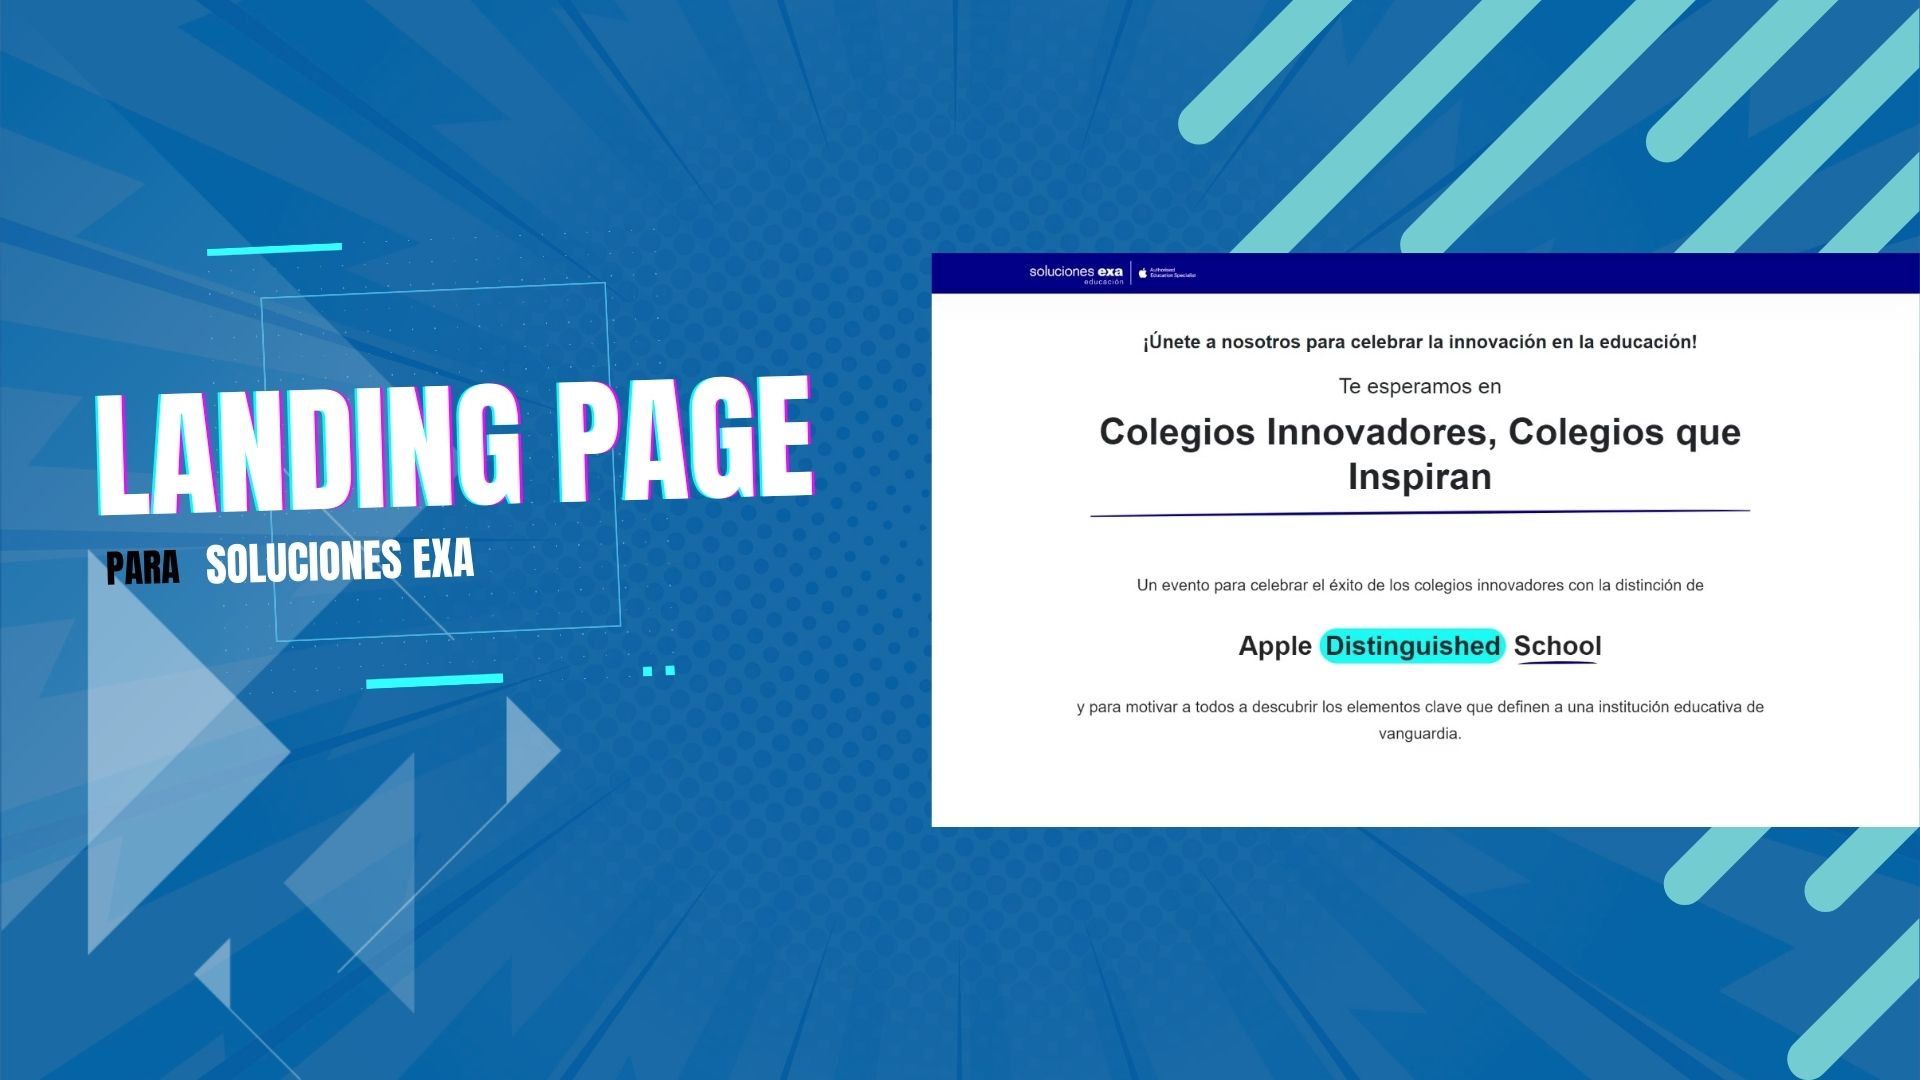 LANDING PAGE
PARA SOLUCIONES EXA
soluciones exa
educación
Authorised
Education Specialist
¡Únete a nosotros para celebrar la innovación en la educación!
Te esperamos en
Colegios Innovadores, Colegios que
Inspiran
Un evento para celebrar el éxito de los colegios innovadores con la distinción de
Apple Distinguished School
y para motivar a todos a descubrir los elementos clave que definen a una institución educativa de
vanguardia.